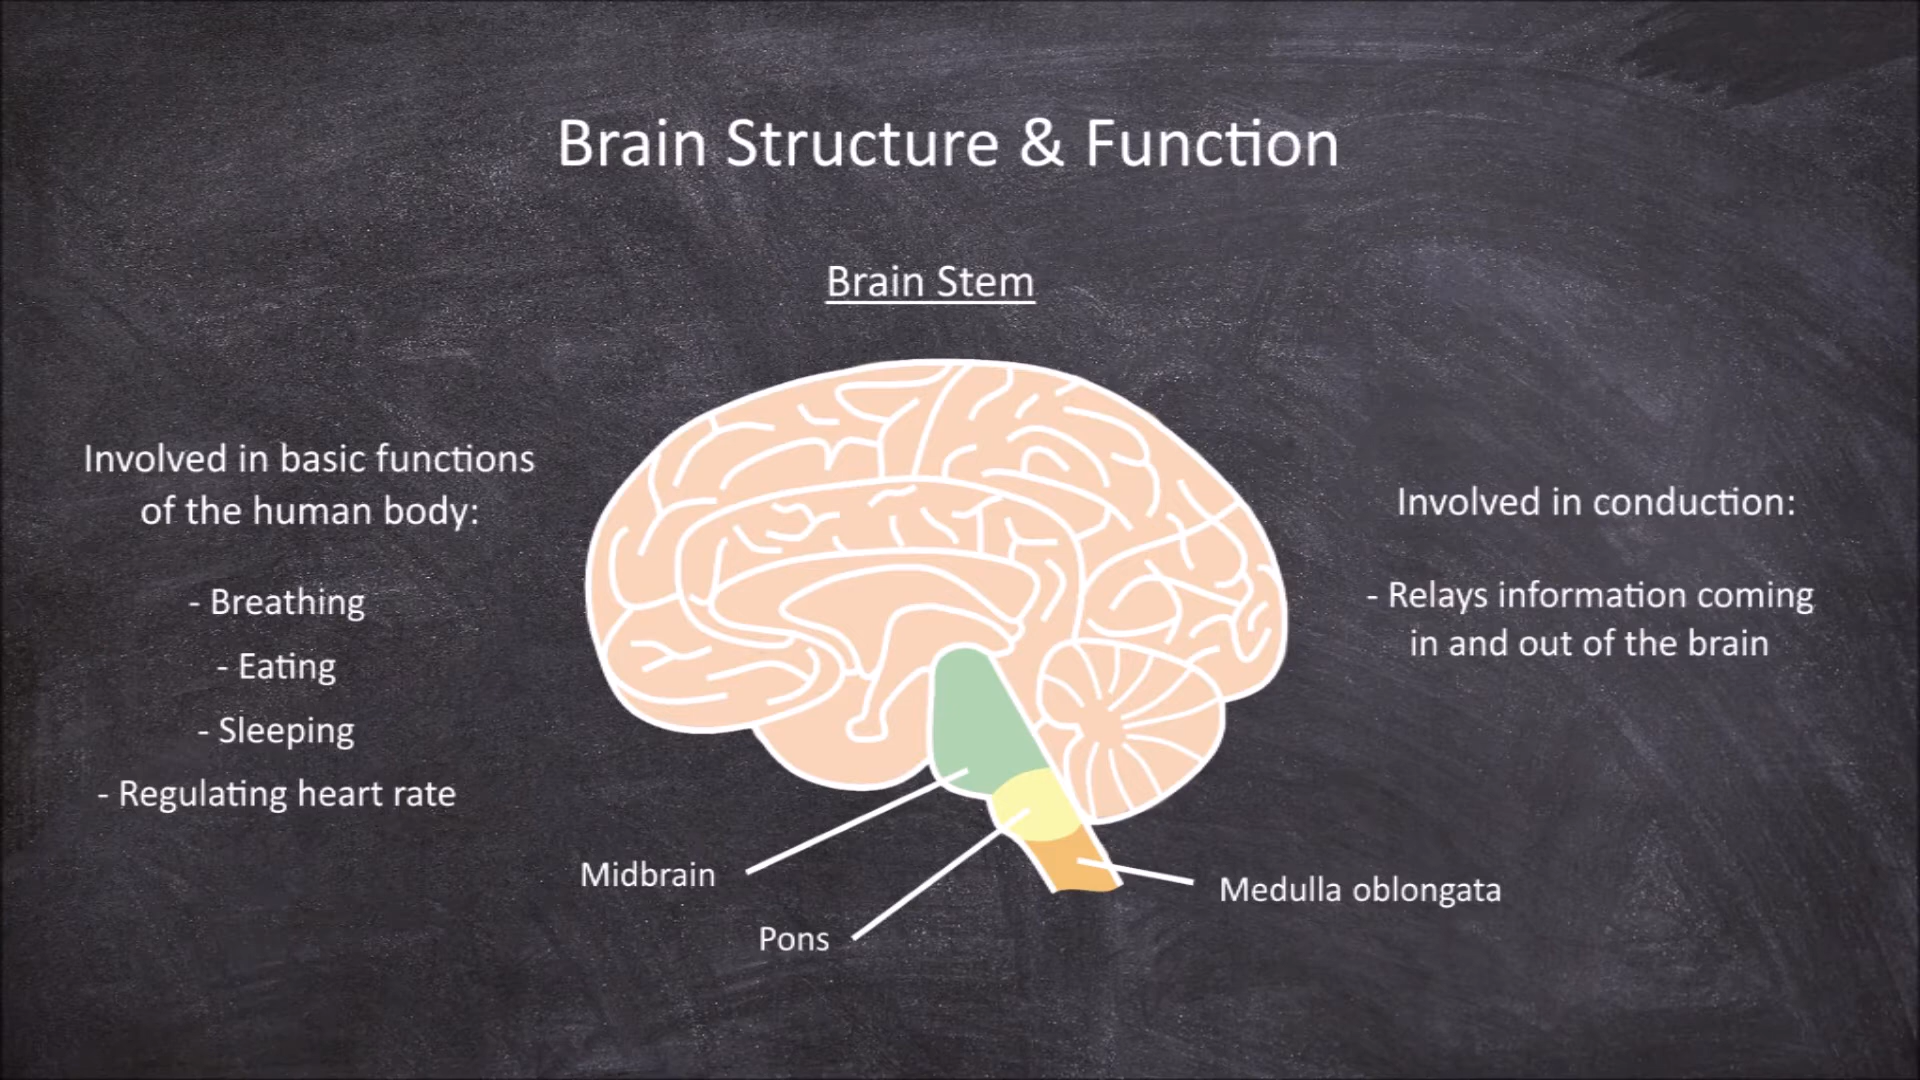 Brain Structure & Function
Brain Stem
Involved in basic functions
of the human body:
- Breathing
- Eating
- Sleeping
- Regulating heart rate
Involved in conduction:
- Relays information coming
in and out of the brain
Midbrain
Pons
Medulla oblongata